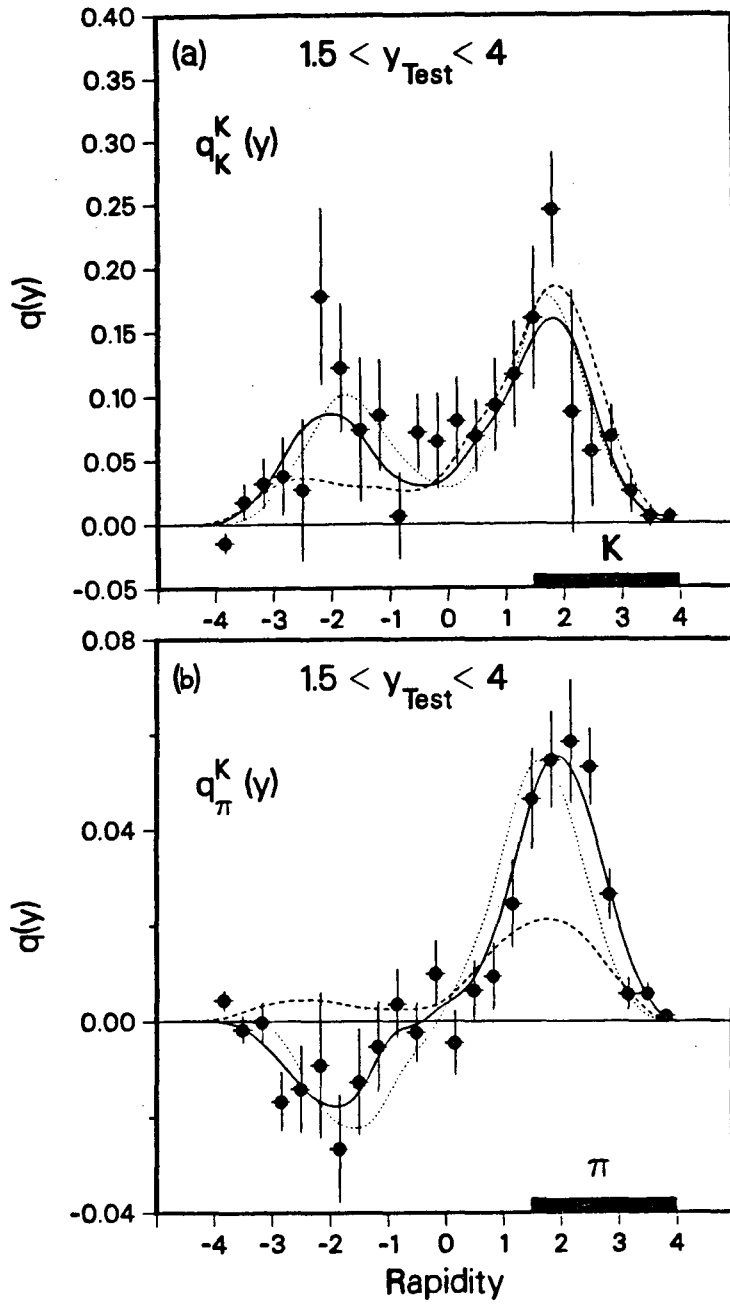 0.40
(a) 1.5 < y_Test < 4
0.35
0.30
q_K^K (y)
0.25
0.20
q(y)
0.15
0.10
0.05
0.00
K
-0.05
-4 -3 -2 -1 0 1 2 3 4
0.08
(b) 1.5 < y_Test < 4
q_π^K (y)
0.04
q(y)
0.00
π
-0.04
-4 -3 -2 -1 0 1 2 3 4
Rapidity